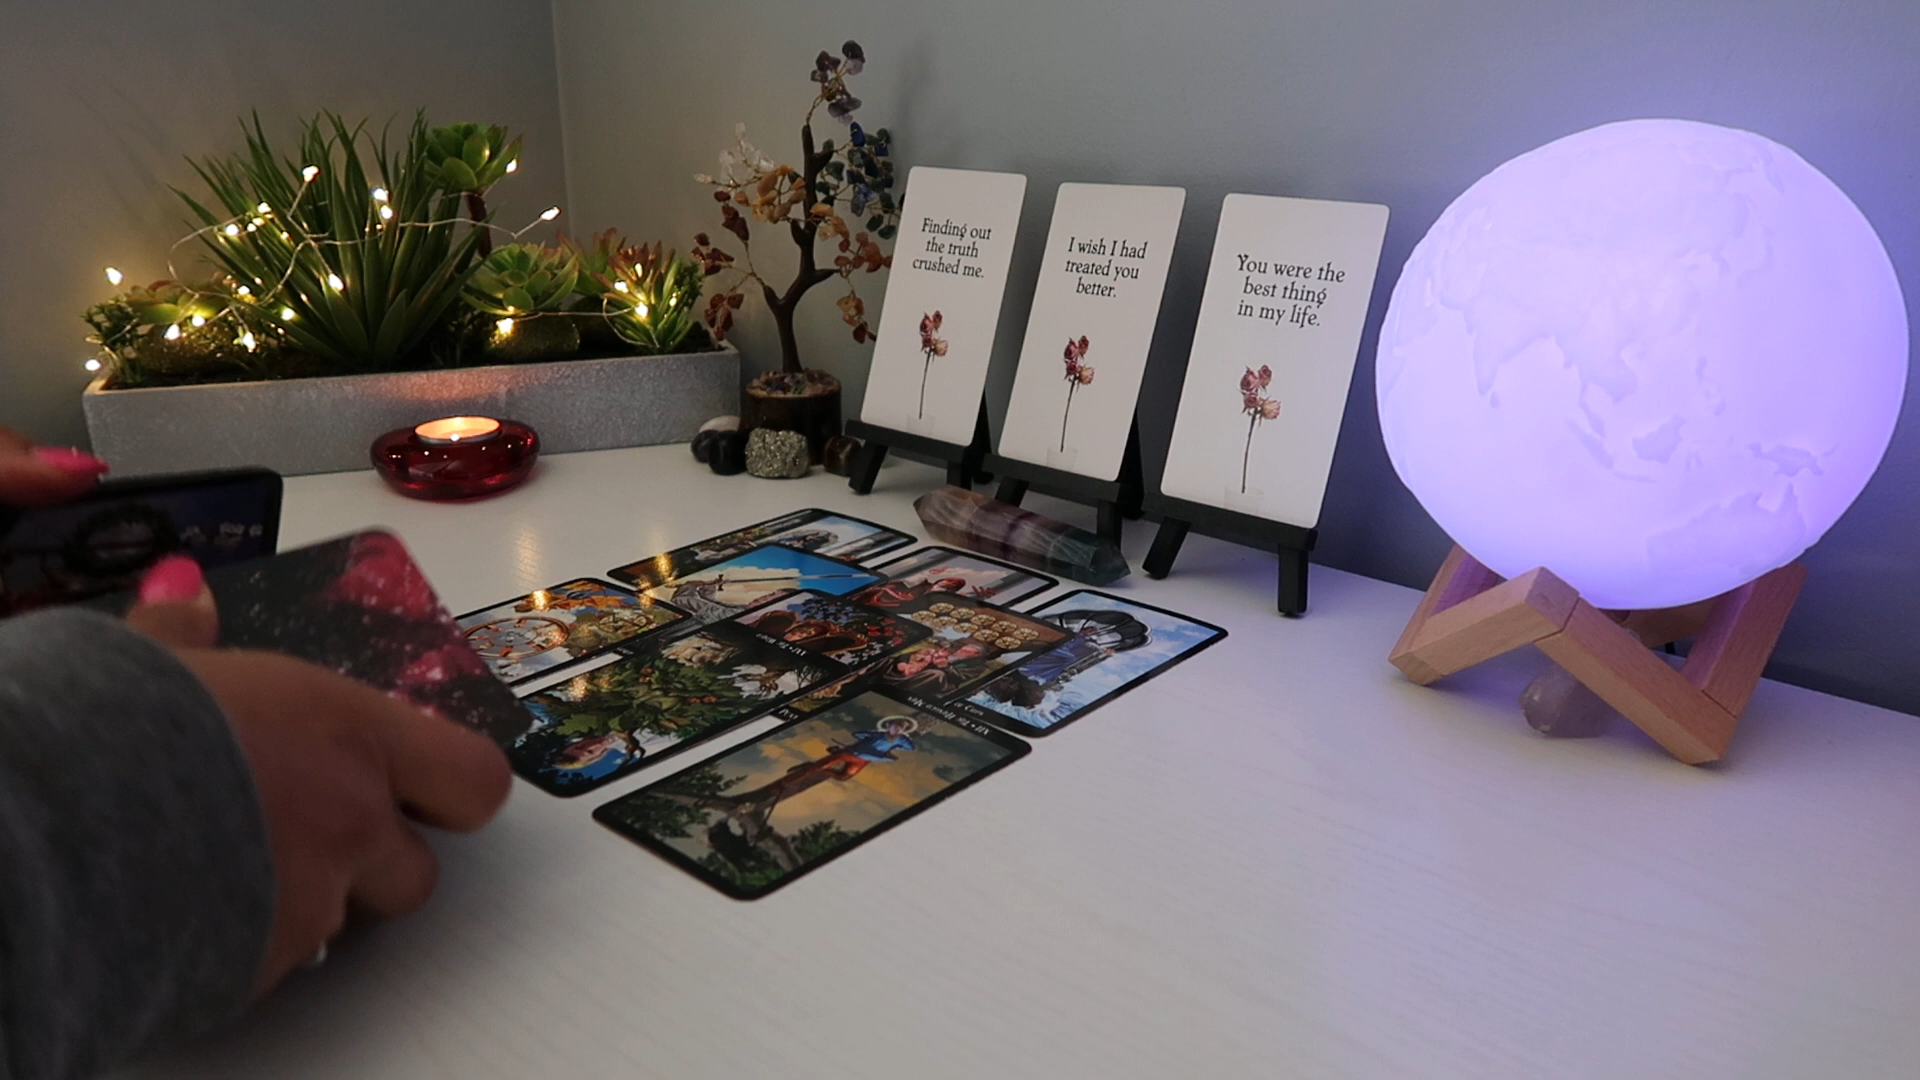 Finding out
the truth
crushed me.
I wish I had
treated you
better.
You were the
best thing
in my life.